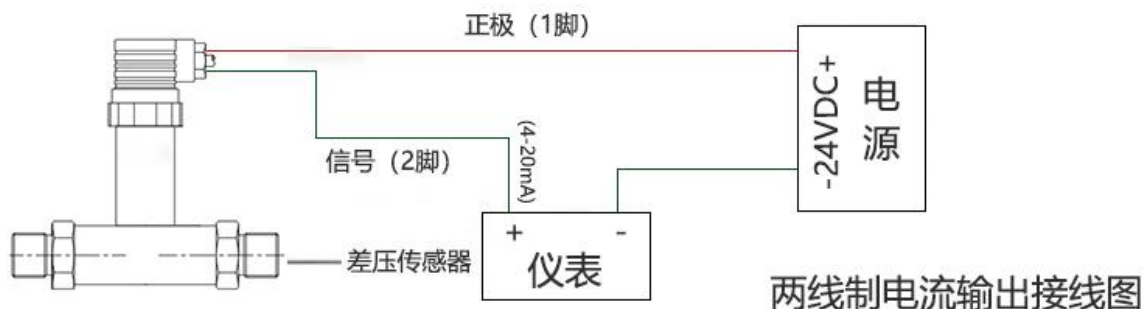 正极（1脚）
-24VDC+
电源
信号（2脚）
(4-20mA)
+ -
仪表
差压传感器
两线制电流输出接线图